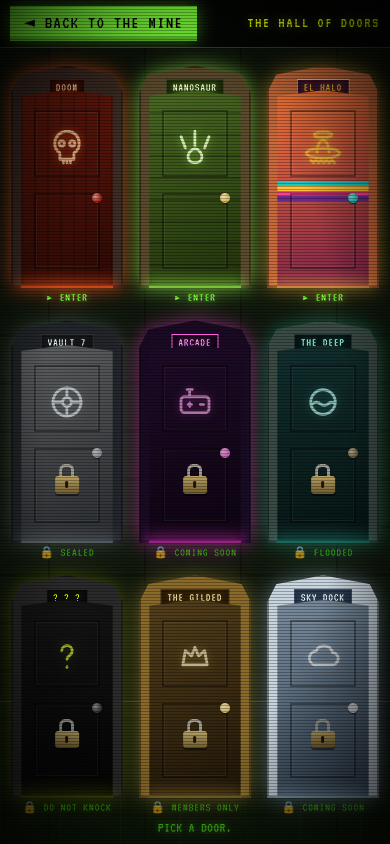 ◄ BACK TO THE MINE
THE HALL OF DOORS
DOOM
NANOSAUR
EL HALO
► ENTER
► ENTER
► ENTER
VAULT 7
ARCADE
THE DEEP
SEALED
COMING SOON
FLOODED
? ? ?
THE GILDED
SKY DOCK
?
DO NOT KNOCK
MEMBERS ONLY
COMING SOON
PICK A DOOR.